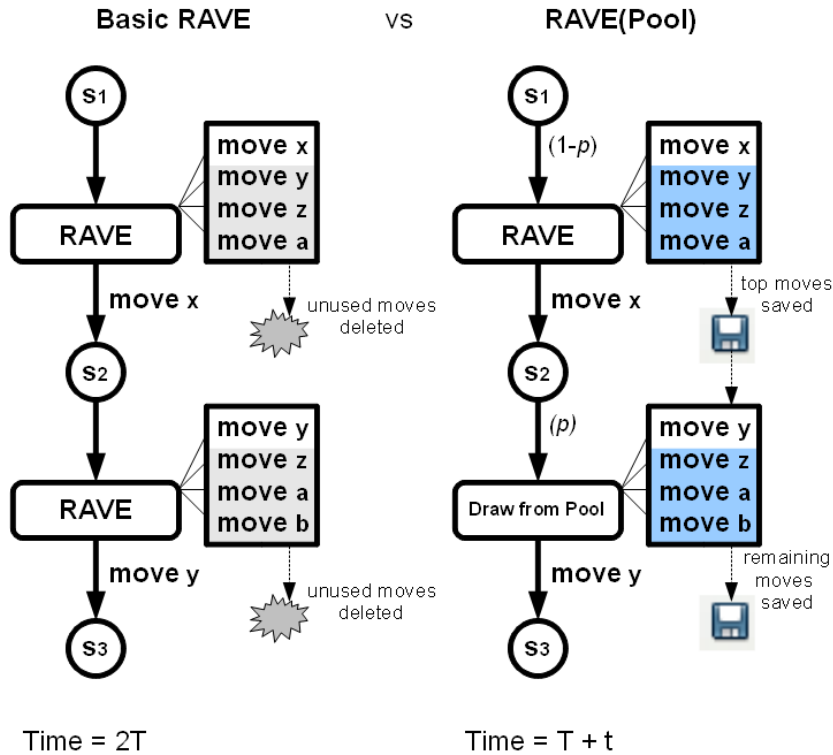 Basic RAVE vs RAVE(Pool)
S1
move x
move y
move z
move a
RAVE
move x
unused moves
deleted
S2
move y
move z
move a
move b
RAVE
move y
unused moves
deleted
S3
Time = 2T
S1
(1-p)
move x
move y
move z
move a
RAVE
move x
top moves
saved
S2
(p)
move y
move z
move a
move b
Draw from Pool
move y
remaining
moves
saved
S3
Time = T + t